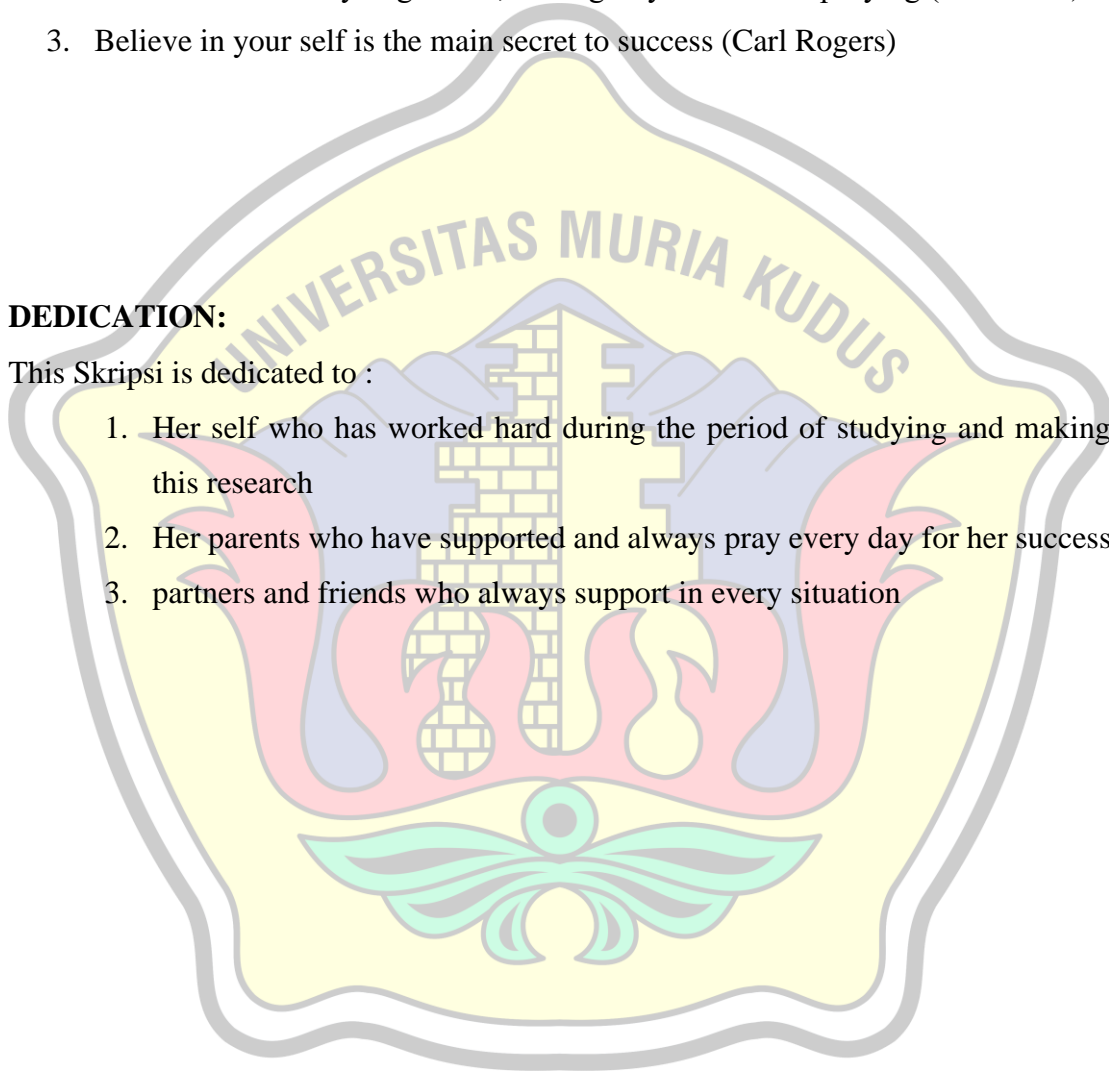 3. Believe in your self is the main secret to success (Carl Rogers)
UNIVERSITAS MURIA KUDUS
DEDICATION:
This Skripsi is dedicated to :
1. Her self who has worked hard during the period of studying and making
this research
2. Her parents who have supported and always pray every day for her success
3. partners and friends who always support in every situation